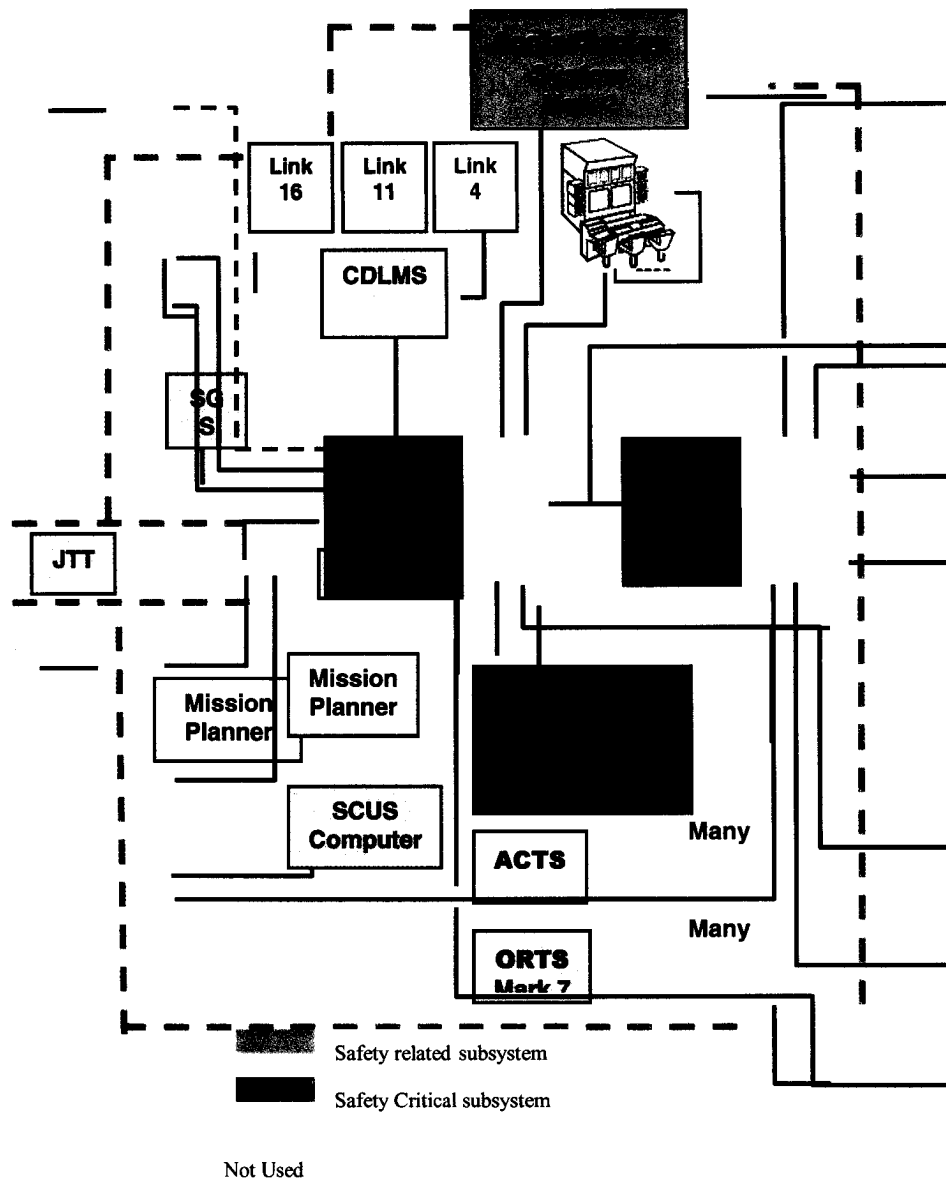 Link
16
Link
11
Link
4
CDLMS
SG
S
JTT
Mission
Planner
Mission
Planner
SCUS
Computer
Many
ACTS
Many
ORTS
Mark 7
Safety related subsystem
Safety Critical subsystem
Not Used